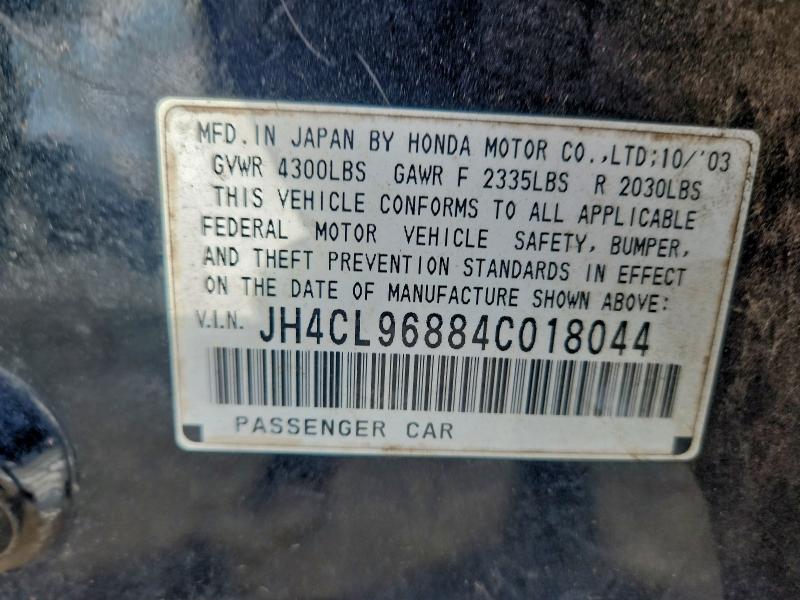 MFD. IN JAPAN BY HONDA MOTOR CO., LTD; 10/'03
GVWR 4300LBS GAWR F 2335LBS R 2030LBS
THIS VEHICLE CONFORMS TO ALL APPLICABLE
FEDERAL MOTOR VEHICLE SAFETY, BUMPER,
AND THEFT PREVENTION STANDARDS IN EFFECT
ON THE DATE OF MANUFACTURE SHOWN ABOVE:
V.I.N. JH4CL96884C018044
PASSENGER CAR